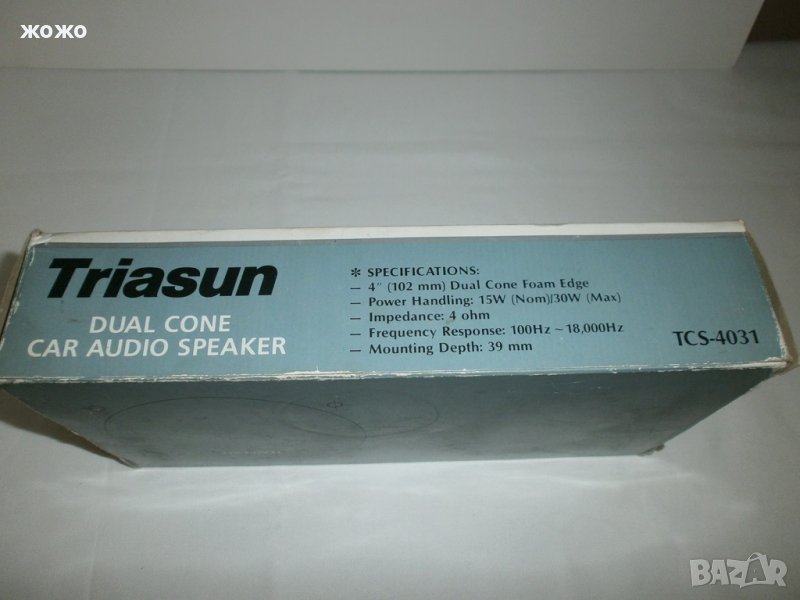 жожо
Triasun
DUAL CONE
CAR AUDIO SPEAKER
✻ SPECIFICATIONS:
— 4" (102 mm) Dual Cone Foam Edge
— Power Handling: 15W (Nom)/30W (Max)
— Impedance: 4 ohm
— Frequency Response: 100Hz ~ 18,000Hz
— Mounting Depth: 39 mm
TCS-4031
BAZAR